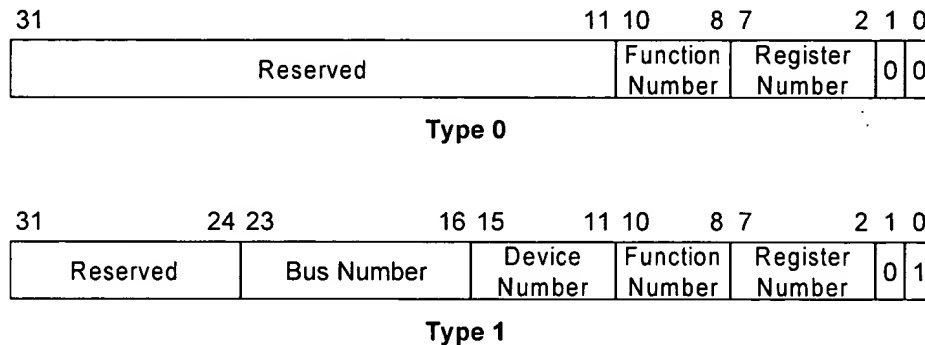 31 11 10 8 7 2 1 0
Reserved Function Number Register Number 0 0
Type 0
31 24 23 16 15 11 10 8 7 2 1 0
Reserved Bus Number Device Number Function Number Register Number 0 1
Type 1